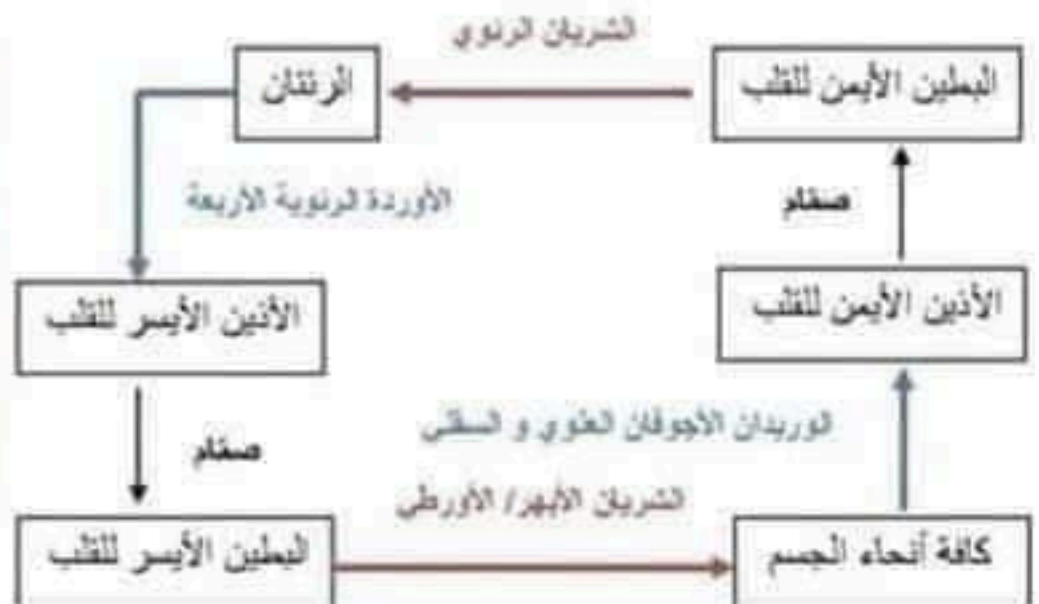 الشريان الرئوي
البطين الأيمن للقلب
الرئتان
الأوردة الرئوية الأربعة
صمام
الأذين الأيسر للقلب
الأذين الأيمن للقلب
الوريدان الأجوفان العلوي و السفلي
صمام
الشريان الأبهر/ الأورطي
البطين الأيسر للقلب
كافة أنحاء الجسم